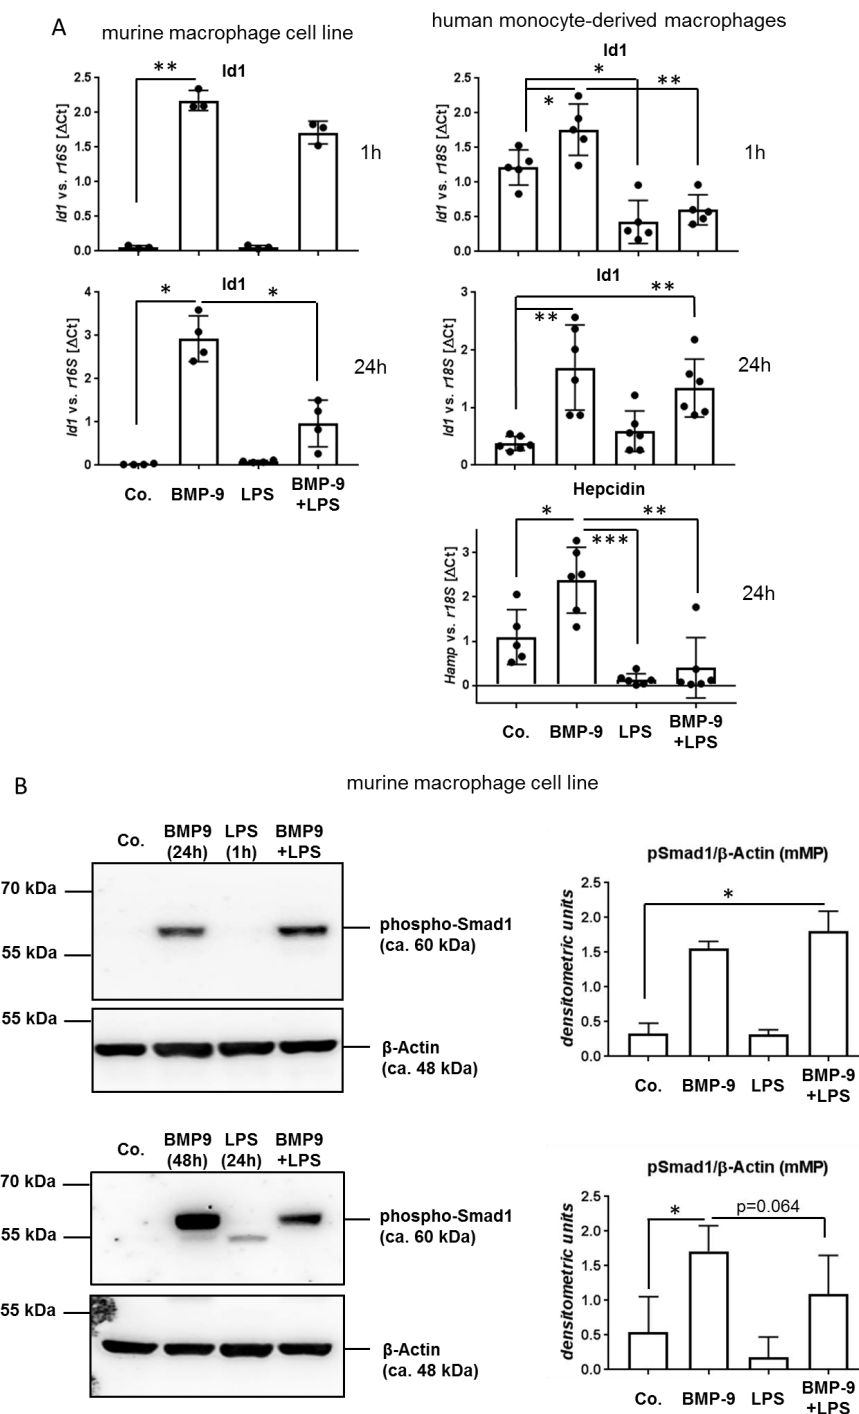 A
murine macrophage cell line
human monocyte-derived macrophages
Id1
**
2.5
2.0
1.5
1.0
0.5
0.0
Id1 vs. r16S [ΔCt]
1h
Id1
*
*
**
2.5
2.0
1.5
1.0
0.5
0.0
Id1 vs. r18S [ΔCt]
1h
Id1
*
*
4
3
2
1
0
Id1 vs. r16S [ΔCt]
24h
Co. BMP-9 LPS BMP-9
+LPS
Id1
**
**
3
2
1
0
Id1 vs. r18S [ΔCt]
24h
Hepcidin
*
**
***
3
2
1
0
Hamp vs. r18S [ΔCt]
24h
Co. BMP-9 LPS BMP-9
+LPS
B
murine macrophage cell line
Co. BMP9 LPS BMP9
(24h) (1h) +LPS
70 kDa
55 kDa
phospho-Smad1
(ca. 60 kDa)
55 kDa
β-Actin
(ca. 48 kDa)
pSmad1/β-Actin (mMP)
*
2.5
2.0
1.5
1.0
0.5
0.0
densitometric units
Co. BMP-9 LPS BMP-9
+LPS
Co. BMP9 LPS BMP9
(48h) (24h) +LPS
70 kDa
55 kDa
phospho-Smad1
(ca. 60 kDa)
55 kDa
β-Actin
(ca. 48 kDa)
pSmad1/β-Actin (mMP)
*
p=0.064
2.5
2.0
1.5
1.0
0.5
0.0
densitometric units
Co. BMP-9 LPS BMP-9
+LPS